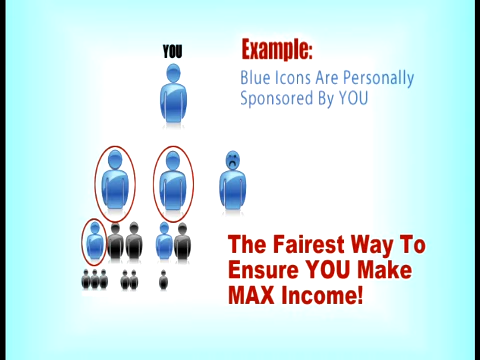 YOU
Example:
Blue Icons Are Personally
Sponsored By YOU
The Fairest Way To
Ensure YOU Make
MAX Income!